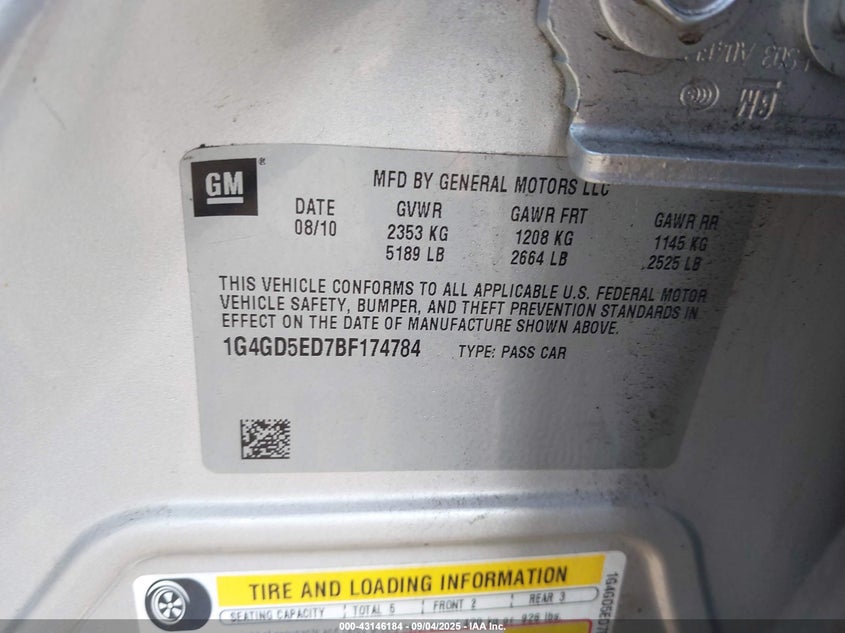 GM
MFD BY GENERAL MOTORS LLC
DATE GVWR GAWR FRT GAWR RR
08/10 2353 KG 1208 KG 1145 KG
5189 LB 2664 LB 2525 LB
THIS VEHICLE CONFORMS TO ALL APPLICABLE U.S. FEDERAL MOTOR
VEHICLE SAFETY, BUMPER, AND THEFT PREVENTION STANDARDS IN
EFFECT ON THE DATE OF MANUFACTURE SHOWN ABOVE.
1G4GD5ED7BF174784 TYPE: PASS CAR
TIRE AND LOADING INFORMATION
SEATING CAPACITY TOTAL 5 FRONT 2 REAR 3
926 lbs.
1G4GD5ED7
000-43146184 - 09/04/2025 - IAA Inc.